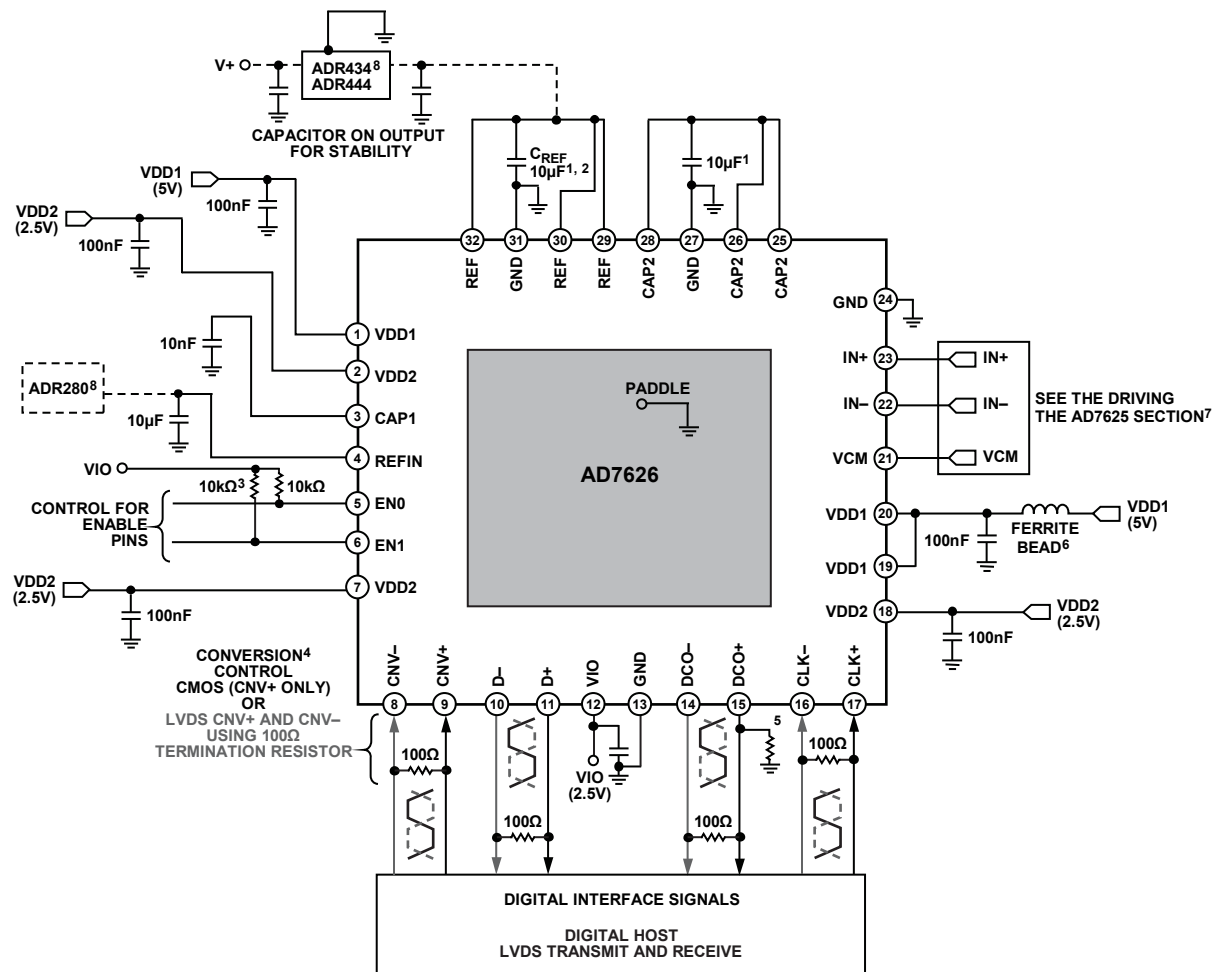 V+
ADR434⁸
ADR444
CAPACITOR ON OUTPUT
FOR STABILITY
VDD1
(5V)
100nF
VDD2
(2.5V)
100nF
CREF
10µF1, 2
10µF1
32
31
30
29
28
27
26
25
REF
GND
REF
REF
CAP2
GND
CAP2
CAP2
10nF
ADR280⁸
10µF
VIO
10kΩ³
10kΩ
CONTROL FOR
ENABLE
PINS
VDD2
(2.5V)
100nF
1 VDD1
2 VDD2
3 CAP1
4 REFIN
5 EN0
6 EN1
7 VDD2
PADDLE
AD7626
GND 24
IN+ 23 IN+
IN– 22 IN–
VCM 21 VCM
SEE THE DRIVING
THE AD7625 SECTION⁷
VDD1 20
VDD1 19
VDD2 18
100nF
FERRITE
BEAD⁶
VDD1
(5V)
VDD2
(2.5V)
100nF
CONVERSION⁴
CONTROL
CMOS (CNV+ ONLY)
OR
LVDS CNV+ AND CNV–
USING 100Ω
TERMINATION RESISTOR
CNV–
CNV+
D–
D+
VIO
GND
DCO–
DCO+
CLK–
CLK+
8
9
10
11
12
13
14
15
16
17
5
100Ω
VIO
(2.5V)
100Ω
100Ω
100Ω
DIGITAL INTERFACE SIGNALS
DIGITAL HOST
LVDS TRANSMIT AND RECEIVE